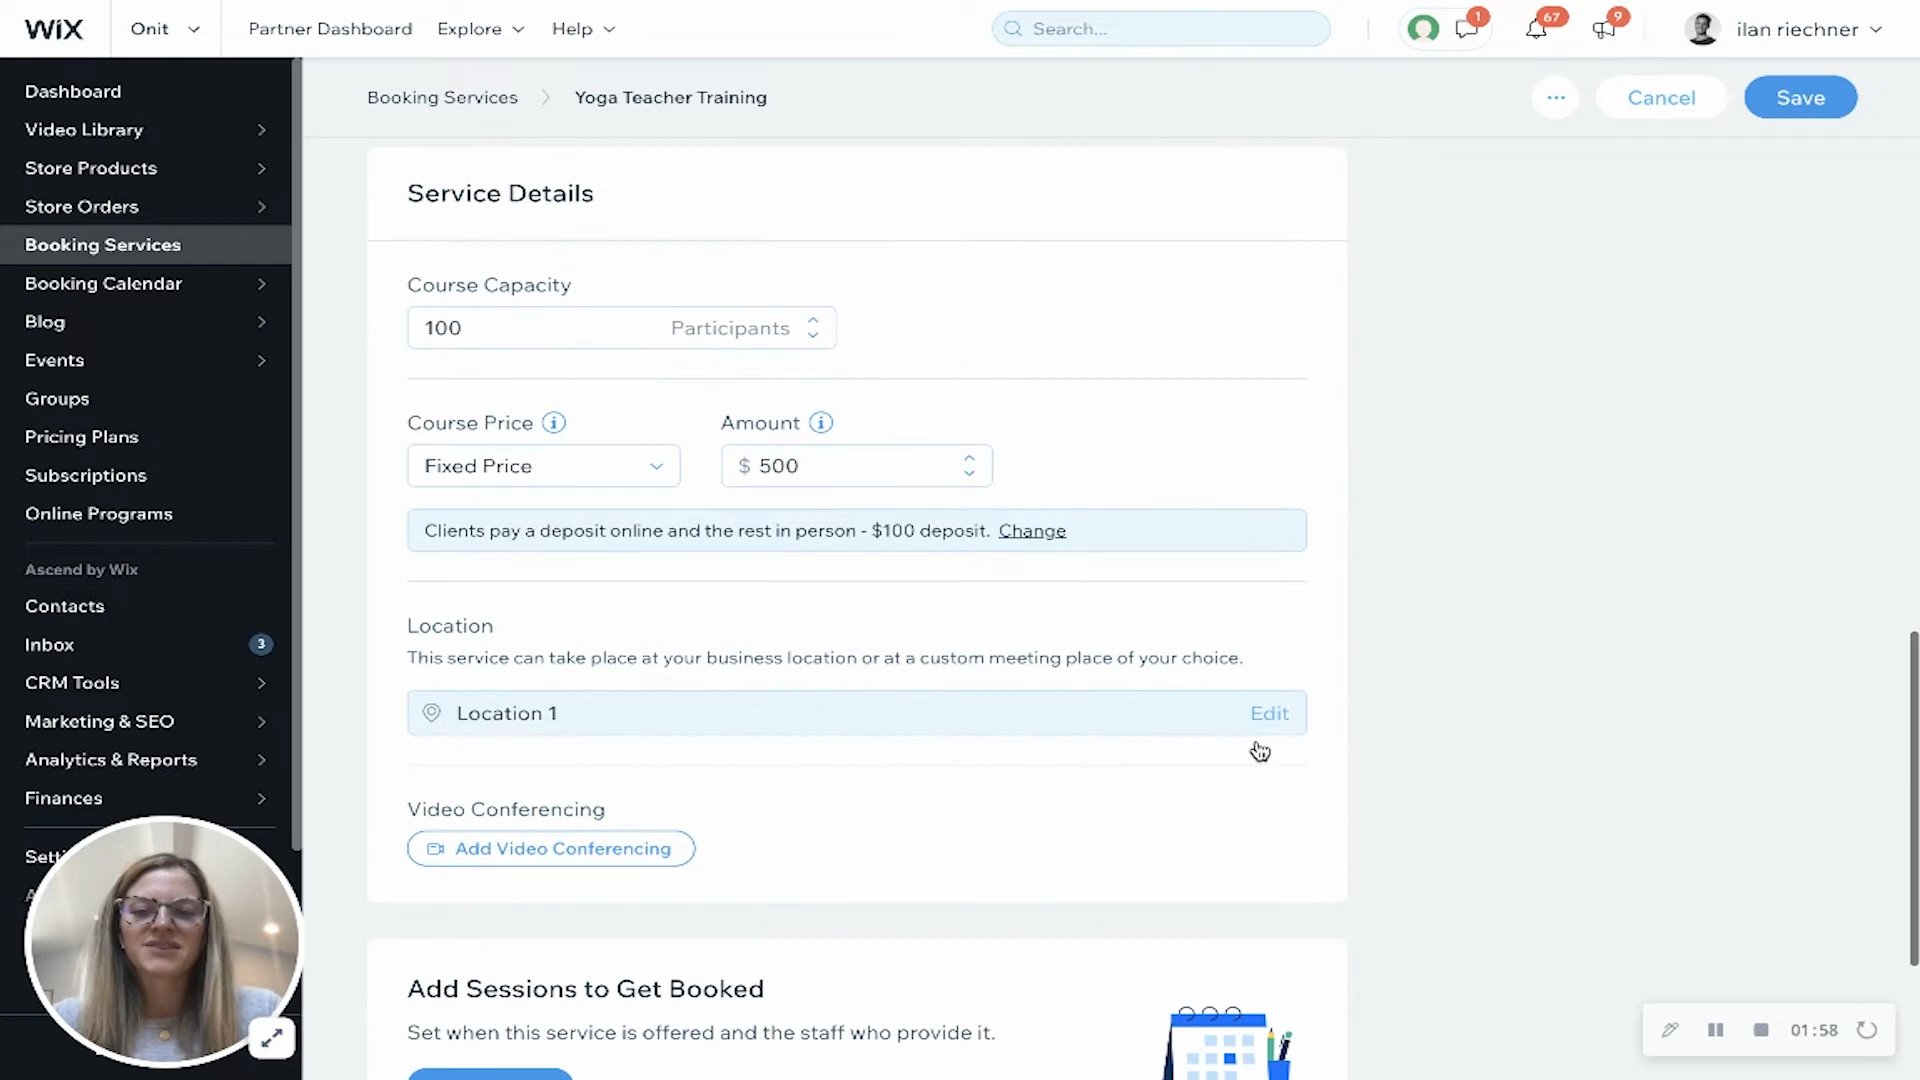 WIX
Onit
Partner Dashboard
Explore
Help
Search...
1
67
9
ilan riechner
Dashboard
Video Library
Store Products
Store Orders
Booking Services
Booking Calendar
Blog
Events
Groups
Pricing Plans
Subscriptions
Online Programs
Ascend by Wix
Contacts
Inbox
3
CRM Tools
Marketing & SEO
Analytics & Reports
Finances
Booking Services
Yoga Teacher Training
...
Cancel
Save
Service Details
Course Capacity
100 Participants
Course Price
Amount
Fixed Price
$ 500
Clients pay a deposit online and the rest in person - $100 deposit. Change
Location
This service can take place at your business location or at a custom meeting place of your choice.
Location 1
Edit
Video Conferencing
Add Video Conferencing
Add Sessions to Get Booked
Set when this service is offered and the staff who provide it.
01:58